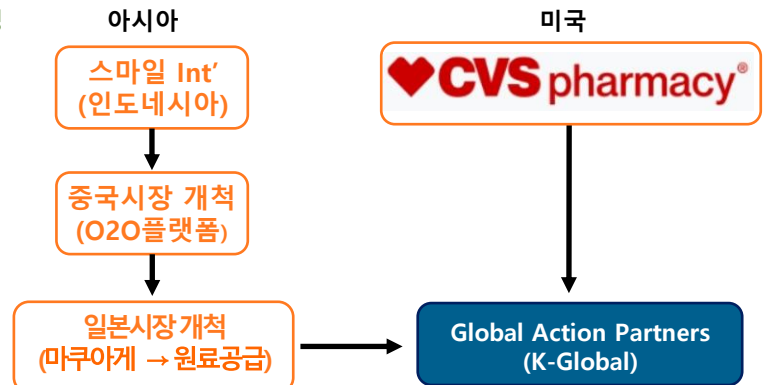 아시아
미국
스마일 Int’
(인도네시아)
CVS pharmacy®
중국시장 개척
(O2O플랫폼)
일본시장개척
(마쿠아게 → 원료공급)
Global Action Partners
(K-Global)